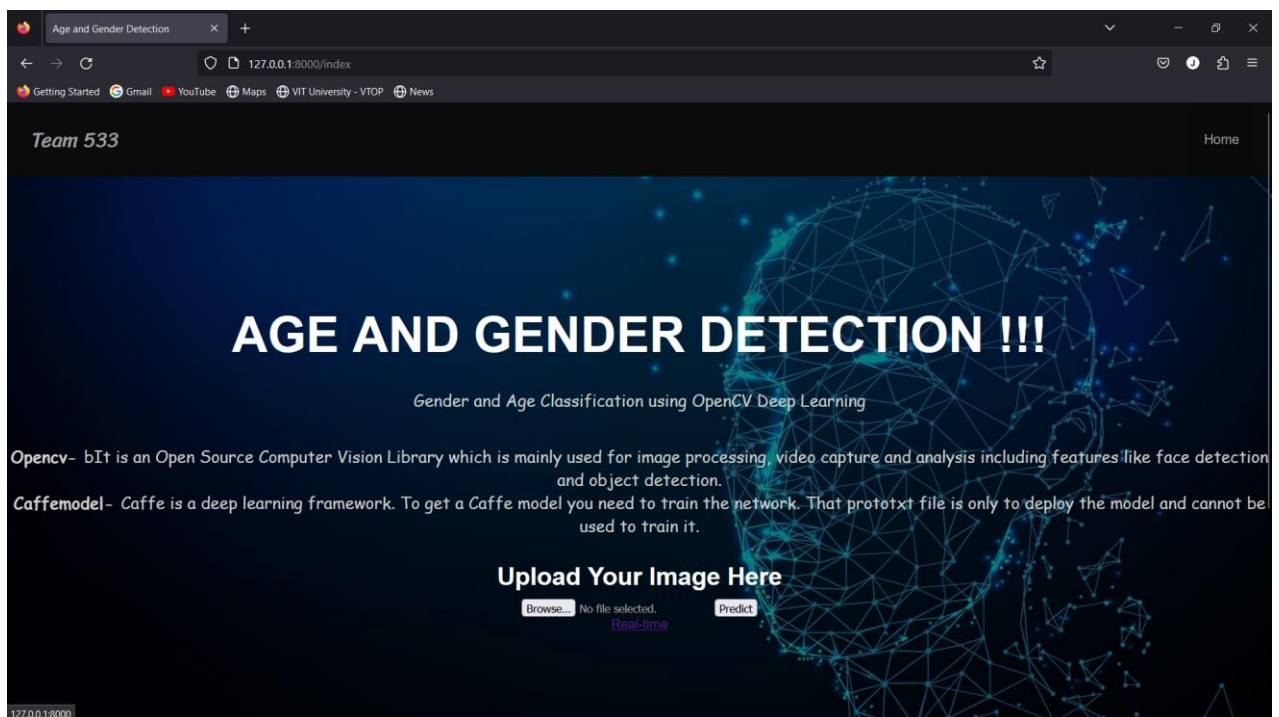 Age and Gender Detection
127.0.0.1:8000/index
J
Getting Started Gmail YouTube Maps VIT University - VTOP News
Team 533 Home
AGE AND GENDER DETECTION !!!
Gender and Age Classification using OpenCV Deep Learning
Opencv- bIt is an Open Source Computer Vision Library which is mainly used for image processing, video capture and analysis including features like face detection
and object detection.
Caffemodel- Caffe is a deep learning framework. To get a Caffe model you need to train the network. That prototxt file is only to deploy the model and cannot be
used to train it.
Upload Your Image Here
Browse... No file selected. Predict
Real-time
127.0.0.1:8000